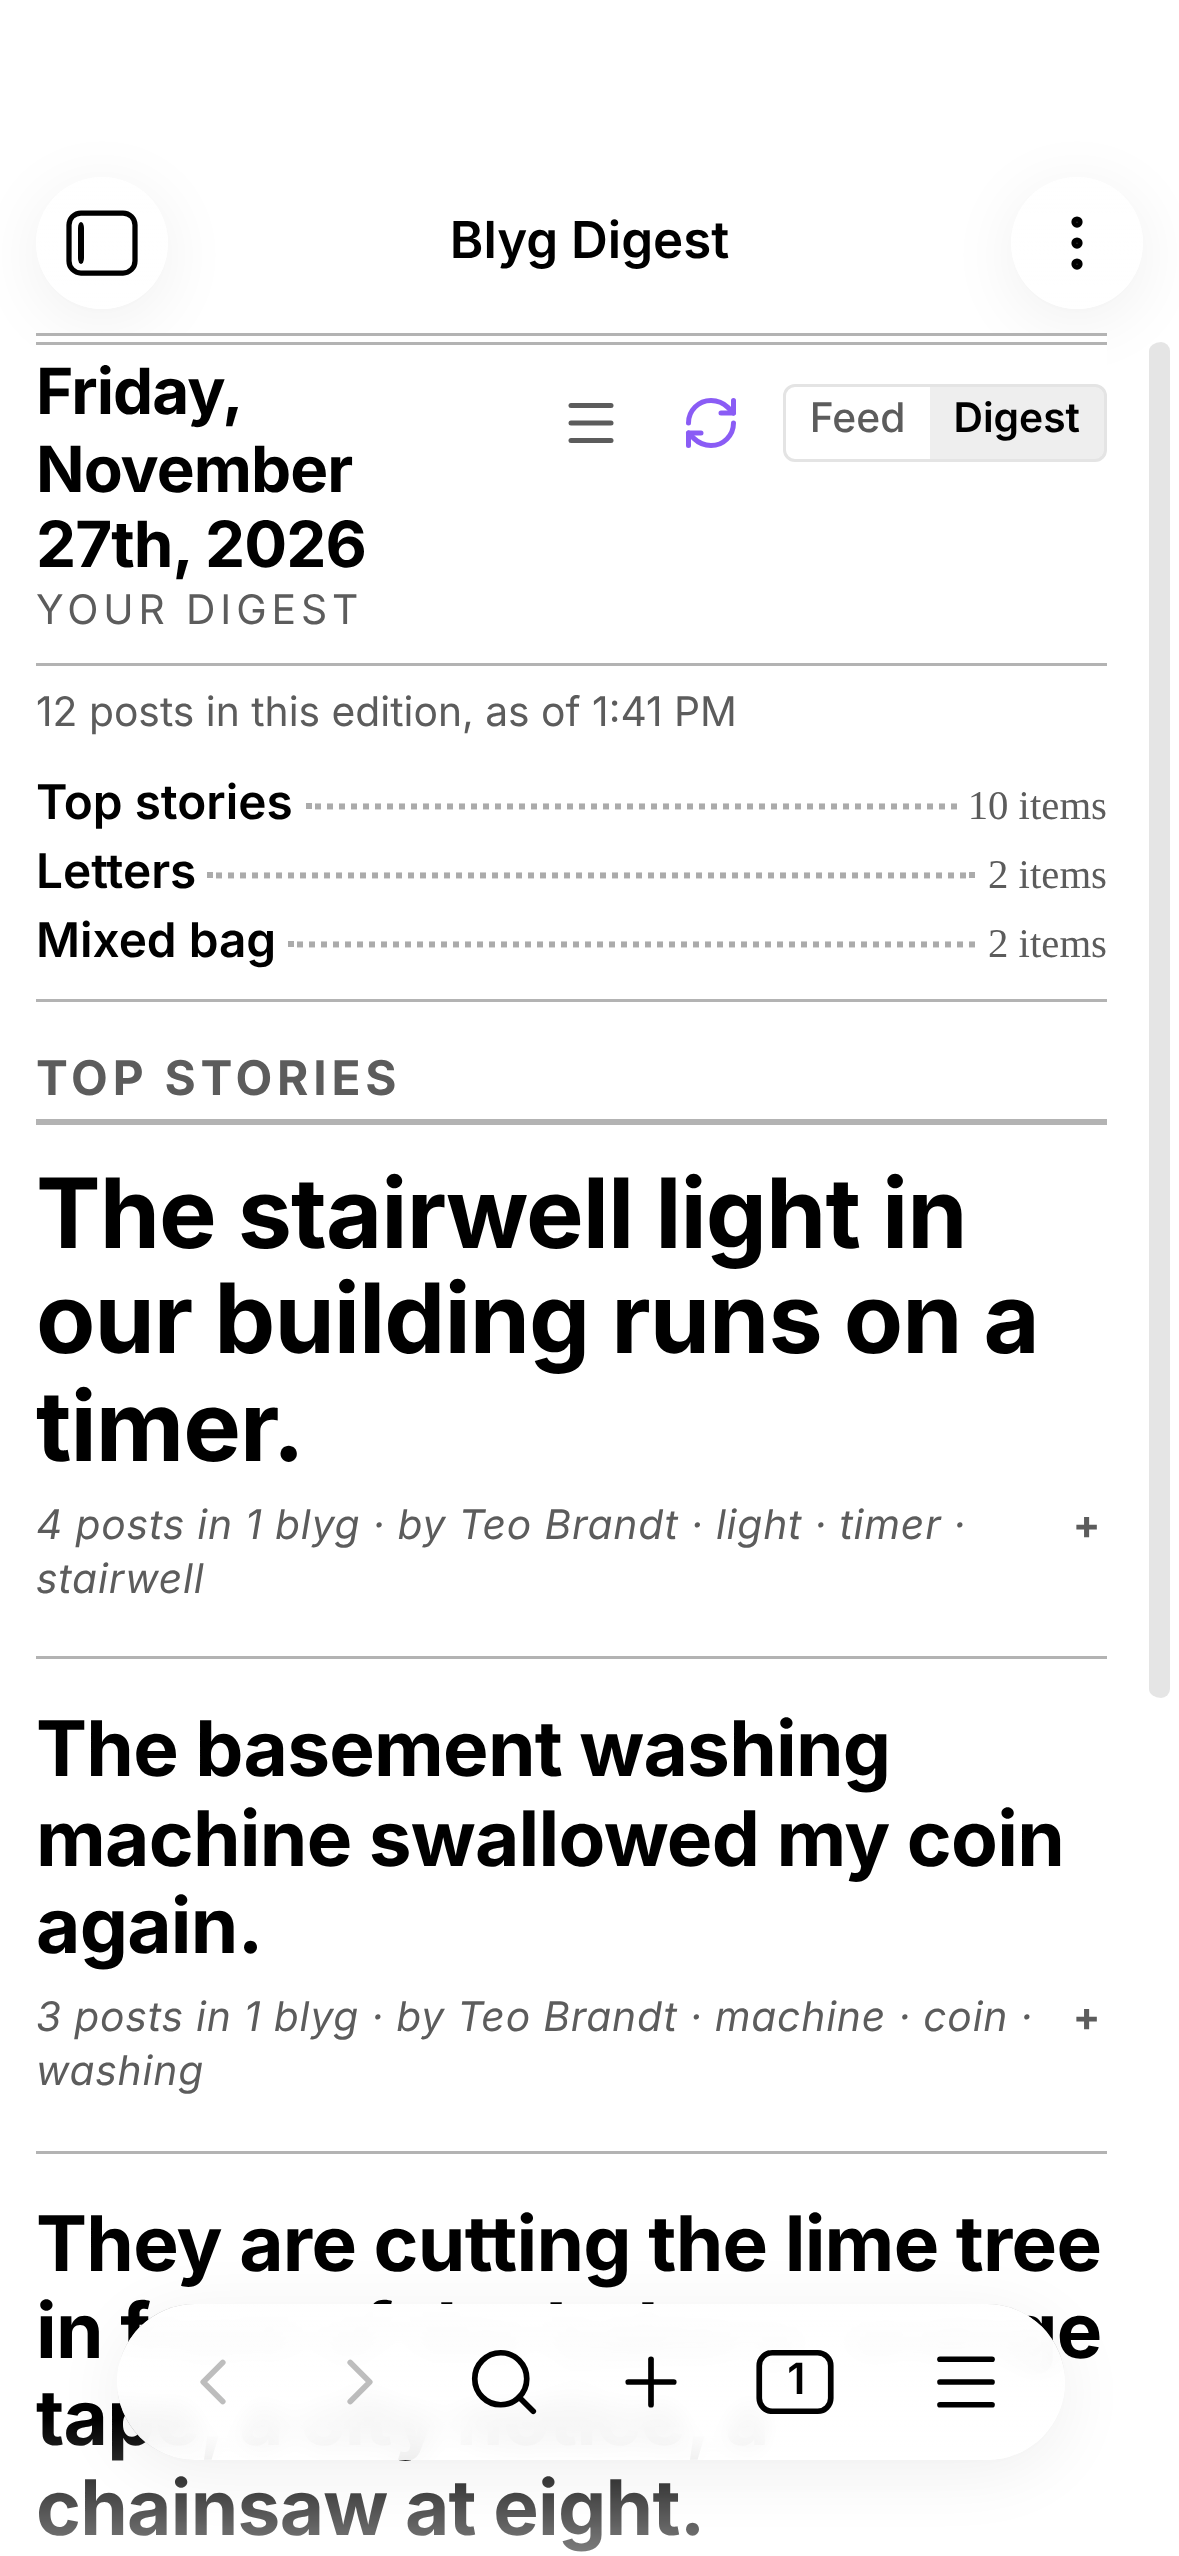 Blyg Digest
Friday,
November
27th, 2026
YOUR DIGEST
Feed
Digest
12 posts in this edition, as of 1:41 PM
Top stories 10 items
Letters 2 items
Mixed bag 2 items
TOP STORIES
The stairwell light in
our building runs on a
timer.
4 posts in 1 blyg · by Teo Brandt · light · timer ·
stairwell
+
The basement washing
machine swallowed my coin
again.
3 posts in 1 blyg · by Teo Brandt · machine · coin ·
washing
+
They are cutting the lime tree
in
chainsaw at eight.
1